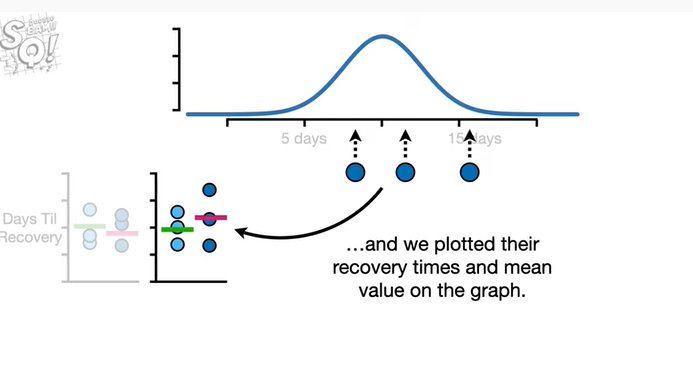 SQ!
5 days
15 days
Days Til
Recovery
…and we plotted their
recovery times and mean
value on the graph.